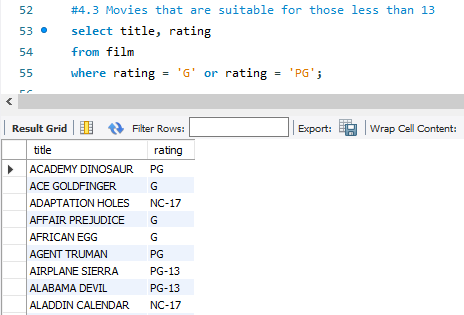 52 #4.3 Movies that are suitable for those less than 13
53 select title, rating
54 from film
55 where rating = 'G' or rating = 'PG';
Result Grid Filter Rows: Export: Wrap Cell Content:
title rating
ACADEMY DINOSAUR PG
ACE GOLDFINGER G
ADAPTATION HOLES NC-17
AFFAIR PREJUDICE G
AFRICAN EGG G
AGENT TRUMAN PG
AIRPLANE SIERRA PG-13
ALABAMA DEVIL PG-13
ALADDIN CALENDAR NC-17